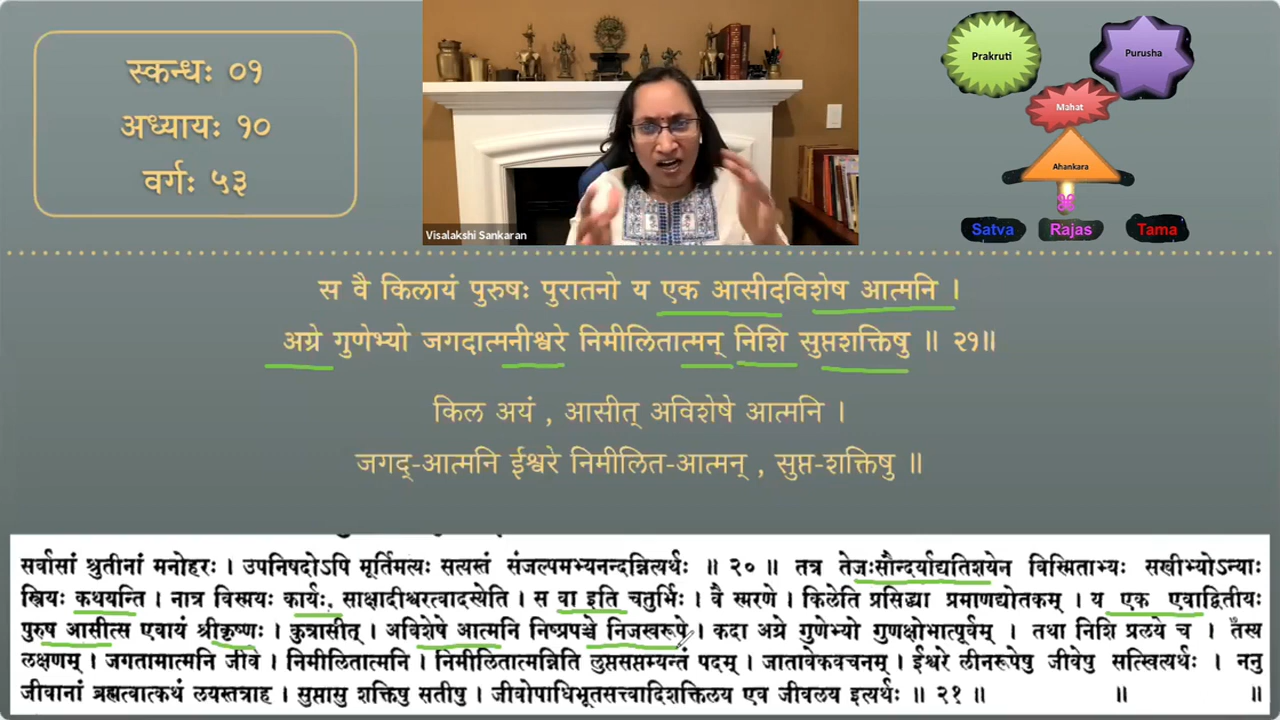 स्कन्धः ०१
अध्यायः १०
वर्गः ५३
Visalakshi Sankaran
Prakruti
Purusha
Mahat
Ahankara
Satva Rajas Tama
स वै किलायं पुरुषः पुरातनो य एक आसीदविशेष आत्मनि ।
अग्रे गुणेभ्यो जगदात्मनीश्वरे निमीलितात्मन् निशि सुप्तशक्तिषु ॥ २१॥
किल अयं , आसीत् अविशेषे आत्मनि ।
जगद्-आत्मनि ईश्वरे निमीलित-आत्मन् , सुप्त-शक्तिषु ॥
सर्वासां श्रुतीनां मनोहरः । उपनिषदोऽपि मूर्तिमत्यः सत्यस्तं संजल्पमभ्यनन्दन्नित्यर्थः ॥ २० ॥ तत्र तेजःसौन्दर्याद्यतिशयेन विस्मिताभ्यः सखीभ्योऽन्याः
स्त्रियः कथयन्ति । नात्र विस्मयः कार्यः, साक्षादीश्वरत्वादस्येति । स वा इति चतुर्भिः । वै स्मरणे । किलेति प्रसिद्ध्या प्रमाणद्योतकम् । य एक एवाद्वितीयः
पुरुष आसीत्स एवायं श्रीकृष्णः । कुत्रासीत् । अविशेषे आत्मनि निष्प्रपञ्चे निजस्वरूपे । कदा अग्रे गुणेभ्यो गुणक्षोभात्पूर्वम् । तथा निशि प्रलये च । तस्य
लक्षणम् । जगतामात्मनि जीवे । निमीलितात्मनि । निमीलितात्मन्निति लुप्तसप्तम्यन्तं पदम् । जातावेकवचनम् । ईश्वरे लीनरूपेषु जीवेषु सत्स्वित्यर्थः । ननु
जीवानां ब्रह्मत्वात्कथं लयस्तत्राह । सुप्तासु शक्तिषु सतीषु । जीवोपाधिभूतसत्त्वादिशक्तिलय एव जीवलय इत्यर्थः ॥ २१ ॥ ॥ ॥